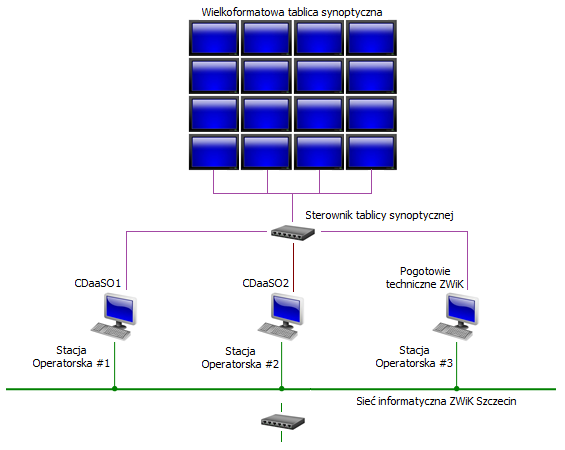 Wielkoformatowa tablica synoptyczna
Sterownik tablicy synoptycznej
CDaaSO1
CDaaSO2
Pogotowie
techniczne ZWiK
Stacja
Operatorska #1
Stacja
Operatorska #2
Stacja
Operatorska #3
Sieć informatyczna ZWiK Szczecin